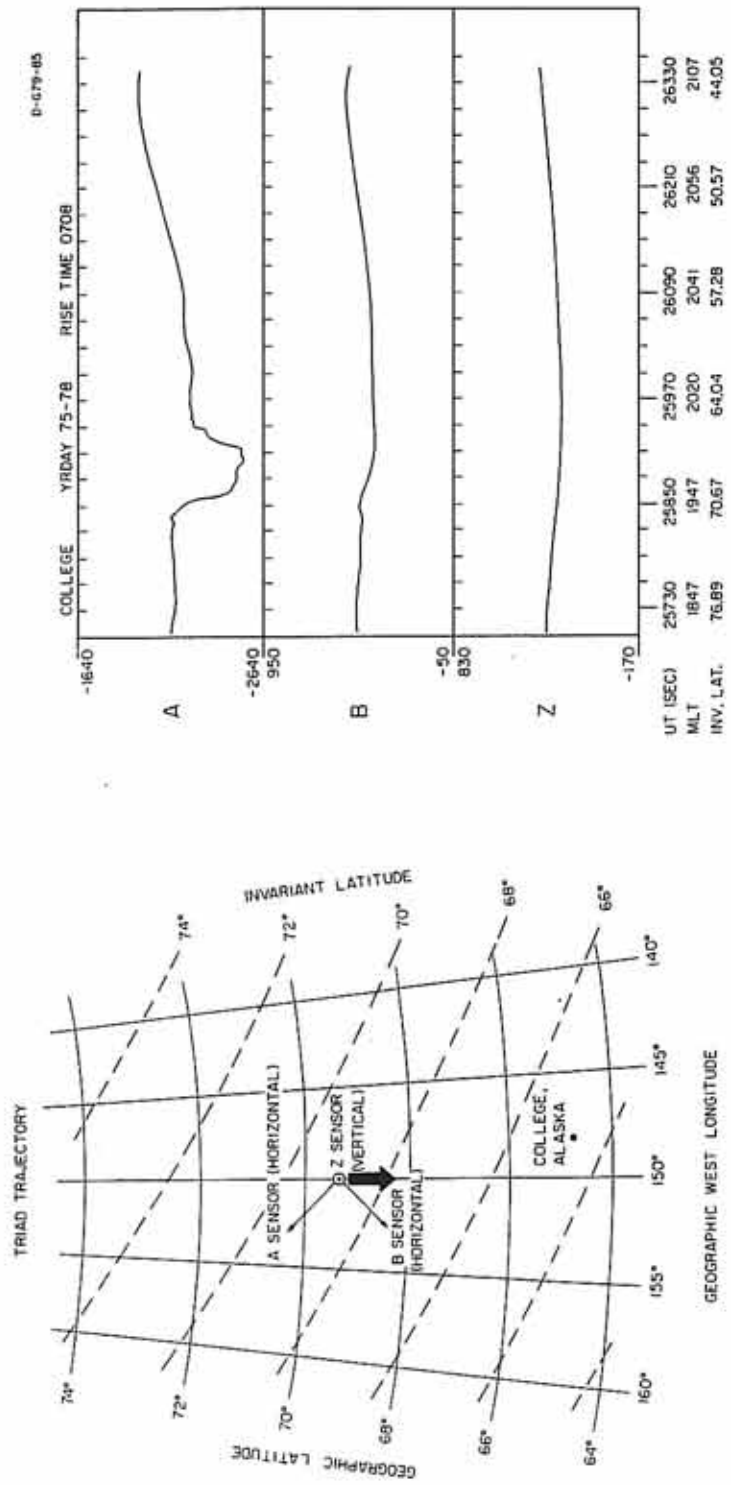 TRIAD TRAJECTORY
INVARIANT LATITUDE
74°
72°
70°
68°
66°
74°
72°
70°
68°
66°
64°
GEOGRAPHIC LATITUDE
A SENSOR (HORIZONTAL)
Z SENSOR
(VERTICAL)
B SENSOR
(HORIZONTAL)
COLLEGE,
ALASKA
160°
155°
150°
145°
140°
GEOGRAPHIC WEST LONGITUDE
D-G79-85
COLLEGE YRDAY 75-78 RISE TIME 0708
-1640
A
-2640
950
B
-50
830
Z
-170
UT (SEC) 25730 25850 25970 26090 26210 26330
MLT 1847 1947 2020 2041 2056 2107
INV. LAT. 76.89 70.67 64.04 57.28 50.57 44.05